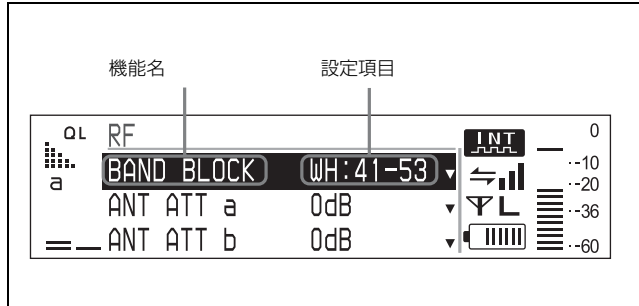 機能名 設定項目
QL RF INT 0
BAND BLOCK WH:41-53 -10
a -20
ANT ATT a 0dB L -36
ANT ATT b 0dB -60